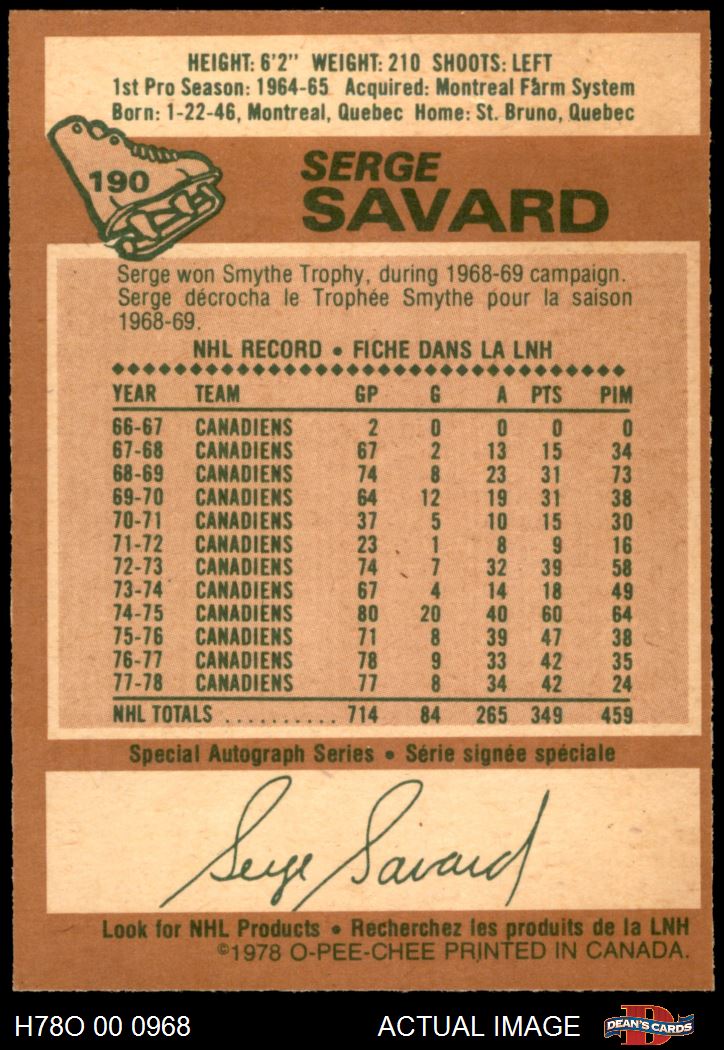 HEIGHT: 6'2" WEIGHT: 210 SHOOTS: LEFT
1st Pro Season: 1964-65 Acquired: Montreal Farm System
Born: 1-22-46, Montreal, Quebec Home: St. Bruno, Quebec
190
SERGE
SAVARD
Serge won Smythe Trophy, during 1968-69 campaign.
Serge décrocha le Trophée Smythe pour la saison
1968-69.
NHL RECORD • FICHE DANS LA LNH
YEAR TEAM GP G A PTS PIM
66-67 CANADIENS 2 0 0 0 0
67-68 CANADIENS 67 2 13 15 34
68-69 CANADIENS 74 8 23 31 73
69-70 CANADIENS 64 12 19 31 38
70-71 CANADIENS 37 5 10 15 30
71-72 CANADIENS 23 1 8 9 16
72-73 CANADIENS 74 7 32 39 58
73-74 CANADIENS 67 4 14 18 49
74-75 CANADIENS 80 20 40 60 64
75-76 CANADIENS 71 8 39 47 38
76-77 CANADIENS 78 9 33 42 35
77-78 CANADIENS 77 8 34 42 24
NHL TOTALS .......... 714 84 265 349 459
Special Autograph Series • Série signée spéciale
Serge Savard
Look for NHL Products • Recherchez les produits de la LNH
©1978 O-PEE-CHEE PRINTED IN CANADA.
H78O 00 0968 ACTUAL IMAGE DEAN'S CARDS